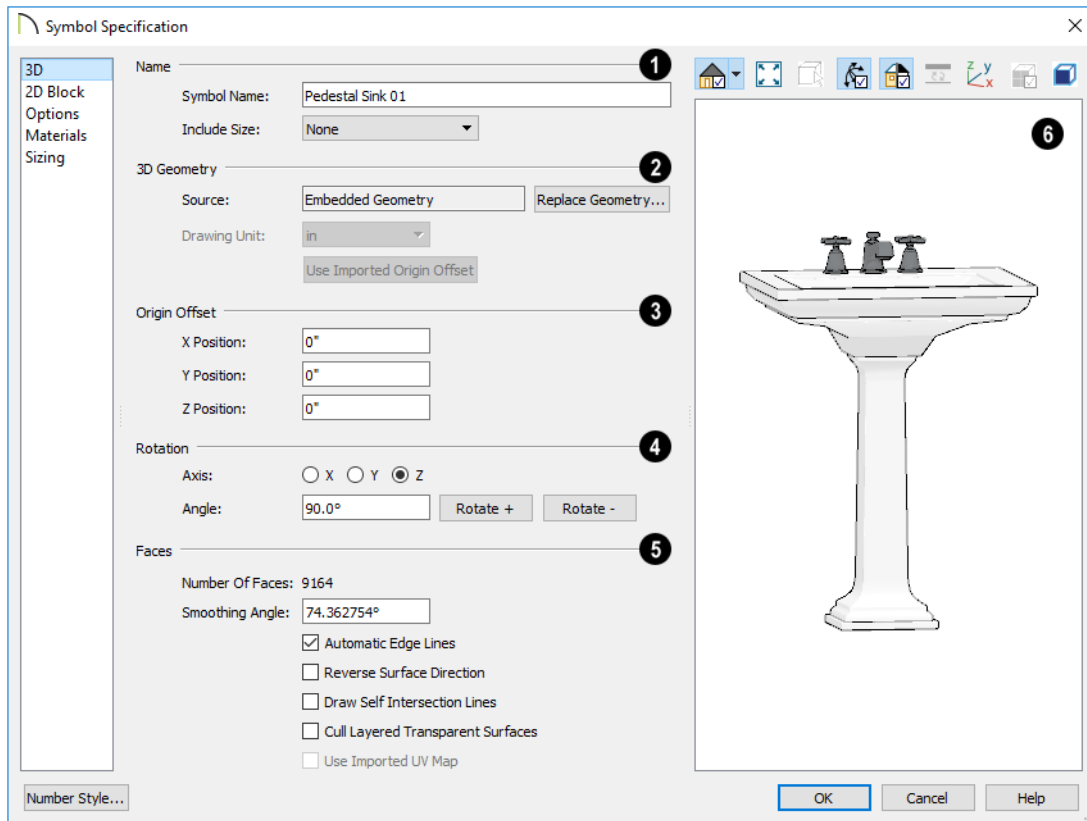 Symbol Specification
3D
2D Block
Options
Materials
Sizing
Name
1
Symbol Name: Pedestal Sink 01
Include Size: None
3D Geometry
2
Source: Embedded Geometry Replace Geometry...
Drawing Unit: in
Use Imported Origin Offset
Origin Offset
3
X Position: 0"
Y Position: 0"
Z Position: 0"
Rotation
4
Axis: X Y Z
Angle: 90.0° Rotate + Rotate -
Faces
5
Number Of Faces: 9164
Smoothing Angle: 74.362754°
Automatic Edge Lines
Reverse Surface Direction
Draw Self Intersection Lines
Cull Layered Transparent Surfaces
Use Imported UV Map
z y x
6
Number Style... OK Cancel Help